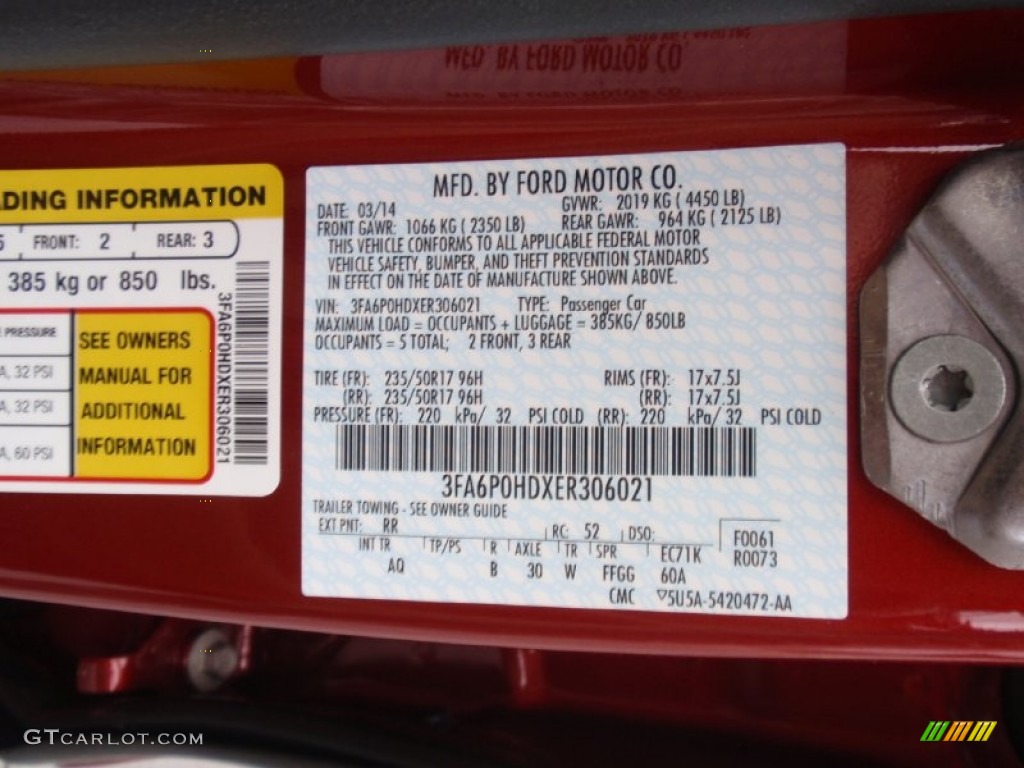 ADING INFORMATION
5 FRONT: 2 REAR: 3
385 kg or 850 lbs.
PRESSURE
A, 32 PSI
A, 32 PSI
A, 60 PSI
SEE OWNERS
MANUAL FOR
ADDITIONAL
INFORMATION
3FA6P0HDXER306021
MFD. BY FORD MOTOR CO.
DATE: 03/14 GVWR: 2019 KG ( 4450 LB)
FRONT GAWR: 1066 KG ( 2350 LB) REAR GAWR: 964 KG ( 2125 LB)
THIS VEHICLE CONFORMS TO ALL APPLICABLE FEDERAL MOTOR
VEHICLE SAFETY, BUMPER, AND THEFT PREVENTION STANDARDS
IN EFFECT ON THE DATE OF MANUFACTURE SHOWN ABOVE.
VIN: 3FA6P0HDXER306021 TYPE: Passenger Car
MAXIMUM LOAD = OCCUPANTS + LUGGAGE = 385KG/ 850LB
OCCUPANTS = 5 TOTAL; 2 FRONT, 3 REAR
TIRE (FR): 235/50R17 96H RIMS (FR): 17x7.5J
(RR): 235/50R17 96H (RR): 17x7.5J
PRESSURE (FR): 220 kPa/ 32 PSI COLD (RR): 220 kPa/ 32 PSI COLD
3FA6P0HDXER306021
TRAILER TOWING - SEE OWNER GUIDE
EXT PNT: RR RC: 52 DSO: F0061
R0073
INT TR TP/PS R AXLE TR SPR EC71K
AQ B 30 W FFGG 60A
CMC 5U5A-5420472-AA
GTCARLOT.COM